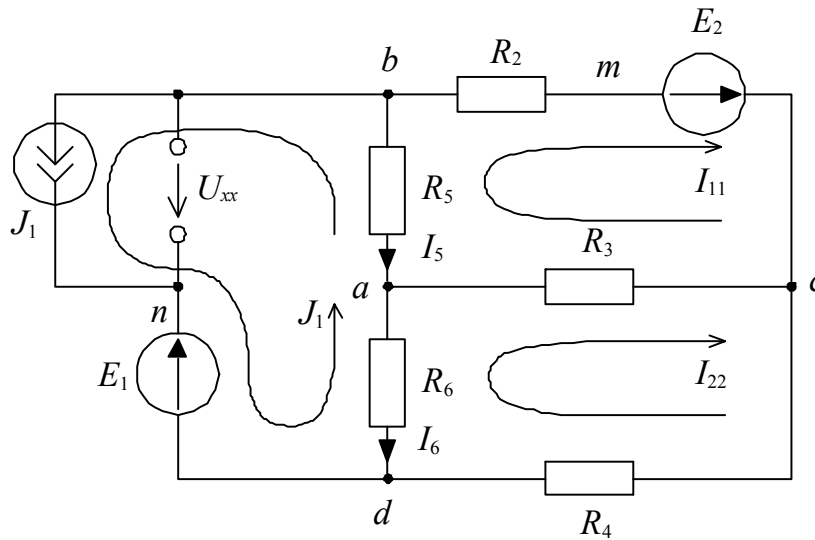 E₂
R₂
b
m
J₁
Uₓₓ
R₅
I₁₁
I₅
R₃
a
c
n
J₁
E₁
R₆
I₂₂
I₆
d
R₄